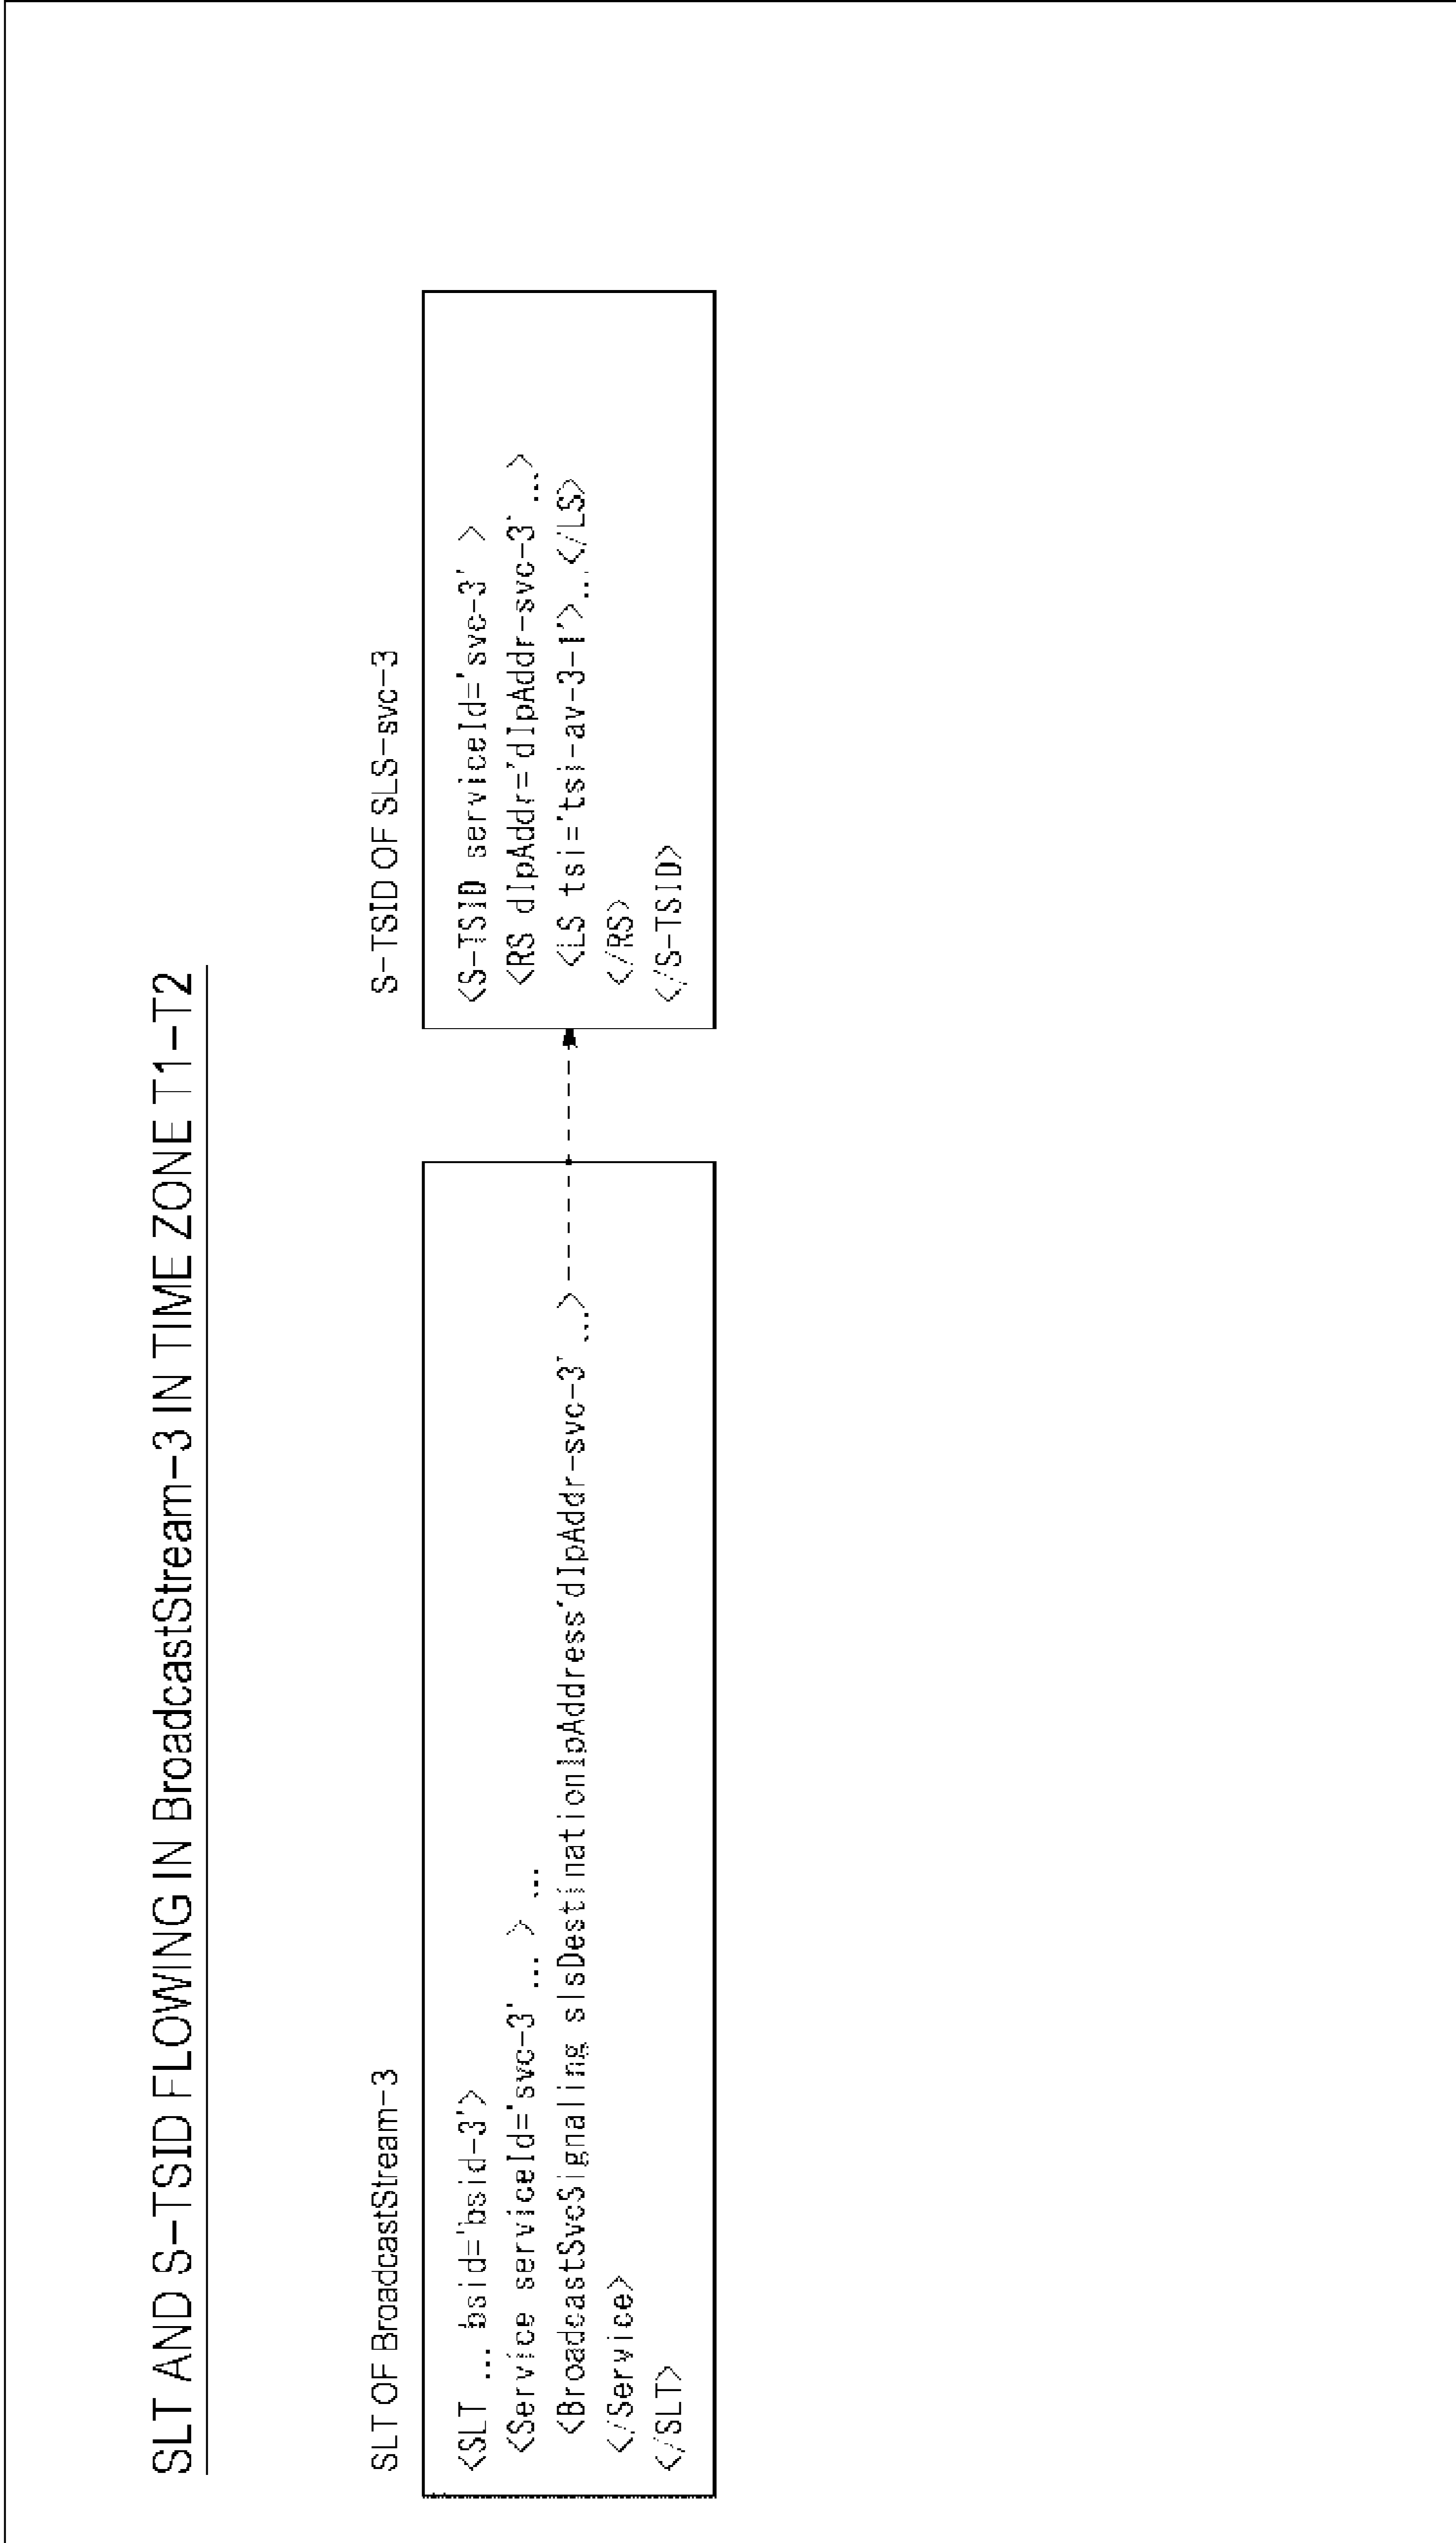 SLT AND S-TSID FLOWING IN BroadcastStream-3 IN TIME ZONE T1-T2
SLT OF BroadcastStream-3
<SLT ... bsid='bsid-3'>
<Service serviceId='svc-3' ... > ...
<BroadcastSvcSignaling slsDestinationIpAddress'dIpAddr-svc-3' ...>
</Service>
</SLT>
S-TSID OF SLS-svc-3
<S-TSID serviceId='svc-3' >
<RS dIpAddr='dIpAddr-svc-3' ...>
<LS tsi='tsi-av-3-1'>...</LS>
</RS>
</S-TSID>